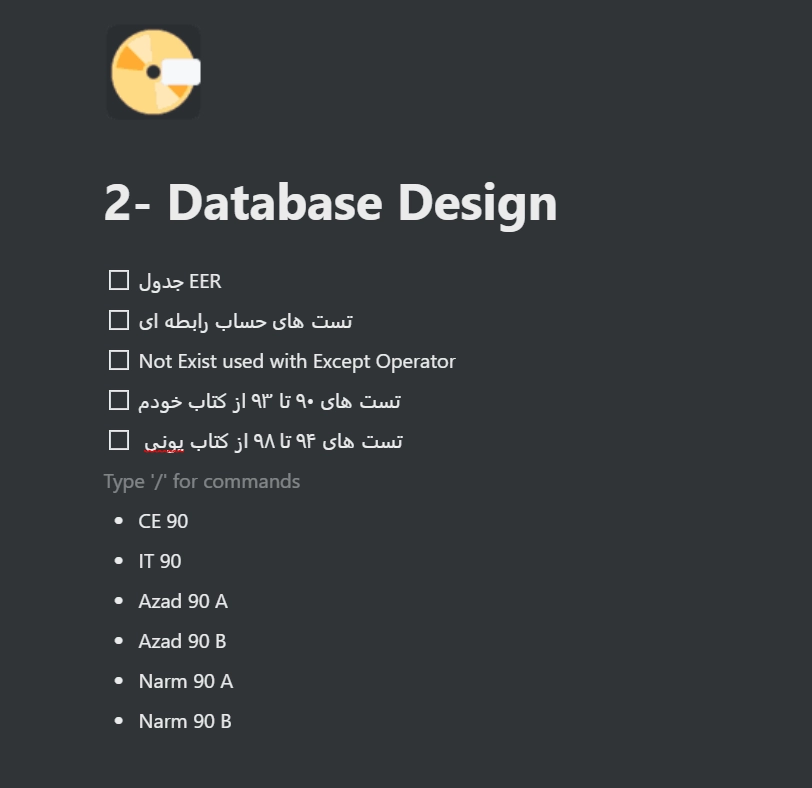 2- Database Design
جدول EER
تست های حساب رابطه ای
Not Exist used with Except Operator
تست های ۹۰ تا ۹۳ از کتاب خودم
تست های ۹۴ تا ۹۸ از کتاب یونی
Type '/' for commands
CE 90
IT 90
Azad 90 A
Azad 90 B
Narm 90 A
Narm 90 B